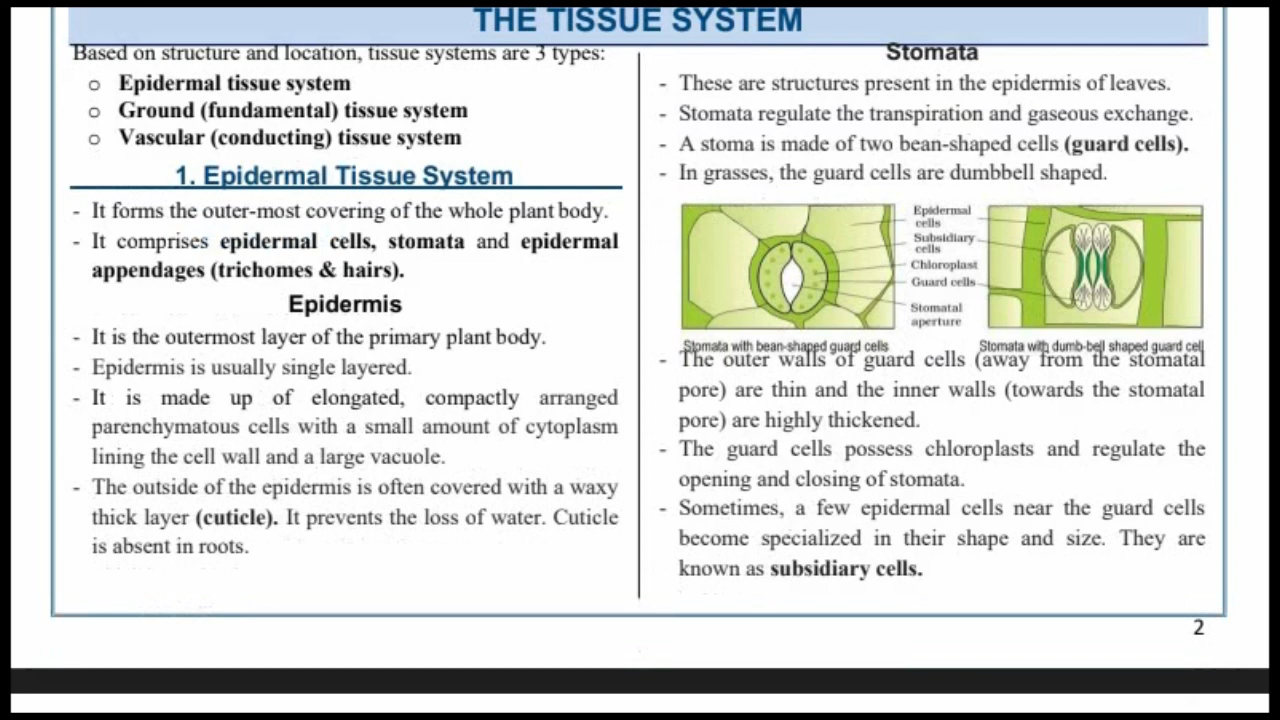 THE TISSUE SYSTEM
Based on structure and location, tissue systems are 3 types:
o Epidermal tissue system
o Ground (fundamental) tissue system
o Vascular (conducting) tissue system
1. Epidermal Tissue System
- It forms the outer-most covering of the whole plant body.
- It comprises epidermal cells, stomata and epidermal
appendages (trichomes & hairs).
Epidermis
- It is the outermost layer of the primary plant body.
- Epidermis is usually single layered.
- It is made up of elongated, compactly arranged
parenchymatous cells with a small amount of cytoplasm
lining the cell wall and a large vacuole.
- The outside of the epidermis is often covered with a waxy
thick layer (cuticle). It prevents the loss of water. Cuticle
is absent in roots.
Stomata
- These are structures present in the epidermis of leaves.
- Stomata regulate the transpiration and gaseous exchange.
- A stoma is made of two bean-shaped cells (guard cells).
- In grasses, the guard cells are dumbbell shaped.
Epidermal
cells
Subsidiary
cells
Chloroplast
Guard cells
Stomatal
aperture
Stomata with bean-shaped guard cells
Stomata with dumb-bell shaped guard cell
- The outer walls of guard cells (away from the stomatal
pore) are thin and the inner walls (towards the stomatal
pore) are highly thickened.
- The guard cells possess chloroplasts and regulate the
opening and closing of stomata.
- Sometimes, a few epidermal cells near the guard cells
become specialized in their shape and size. They are
known as subsidiary cells.
2